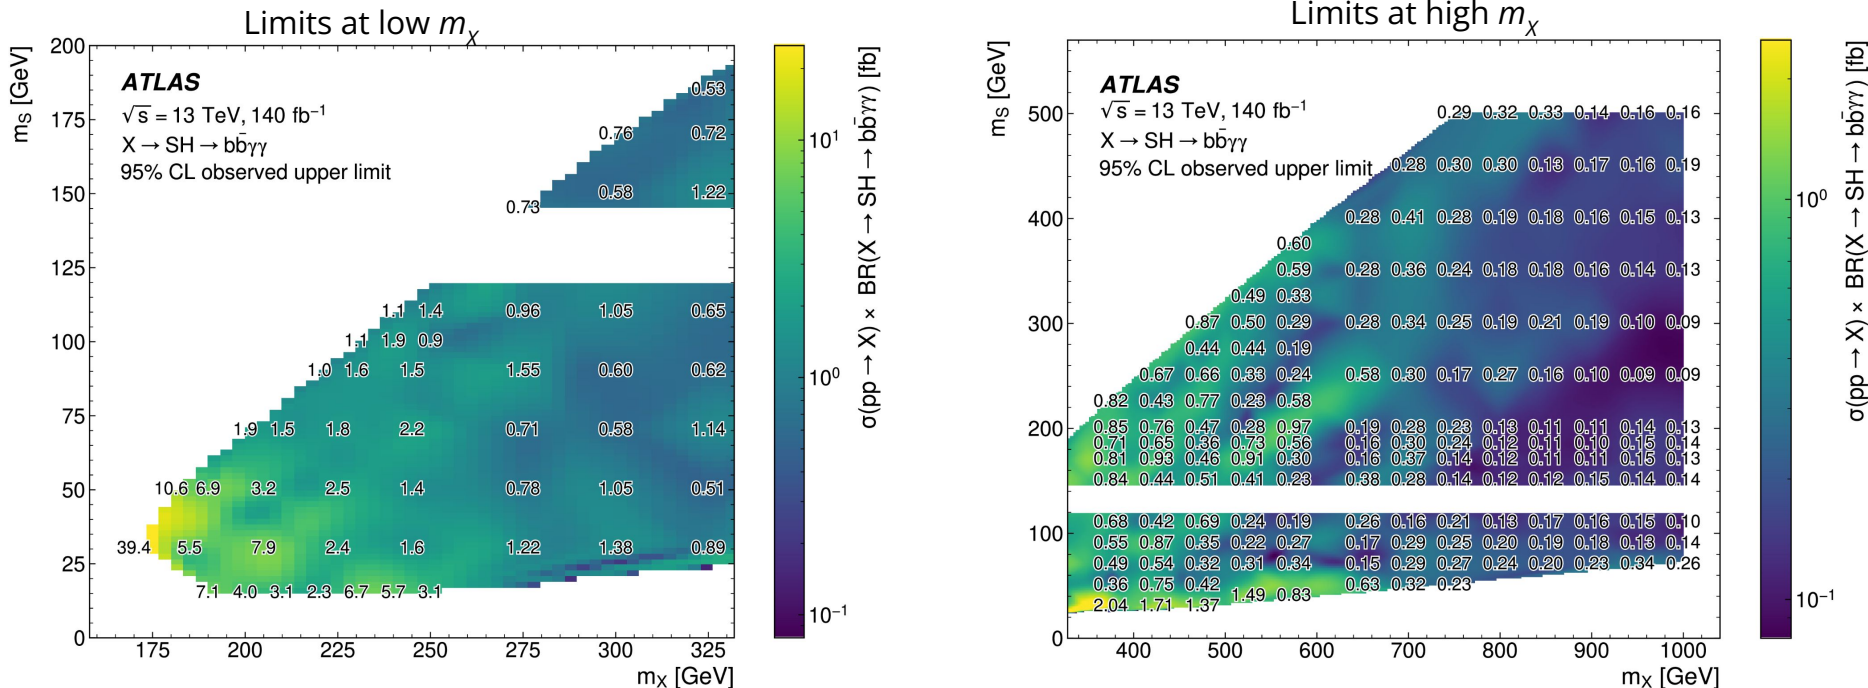 Limits at low m_X
m_S [GeV]
200
175
150
125
100
75
50
25
0
ATLAS
√s = 13 TeV, 140 fb⁻¹
X → SH → bb̄γγ
95% CL observed upper limit
0.53
0.76 0.72
0.58 1.22
0.73
1.1 1.4 0.96 1.05 0.65
1.1 1.9 0.9
1.0 1.6 1.5 1.55 0.60 0.62
1.9 1.5 1.8 2.2 0.71 0.58 1.14
10.6 6.9 3.2 2.5 1.4 0.78 1.05 0.51
39.4 5.5 7.9 2.4 1.6 1.22 1.38 0.89
7.1 4.0 3.1 2.3 6.7 5.7 3.1
175 200 225 250 275 300 325
m_X [GeV]
10¹
10⁰
10⁻¹
σ(pp → X) × BR(X → SH → bb̄γγ) [fb]
Limits at high m_X
m_S [GeV]
500
400
300
200
100
0
ATLAS
√s = 13 TeV, 140 fb⁻¹
X → SH → bb̄γγ
95% CL observed upper limit
0.29 0.32 0.33 0.14 0.16 0.16
0.28 0.30 0.30 0.13 0.17 0.16 0.19
0.28 0.41 0.28 0.19 0.18 0.16 0.15 0.13
0.60
0.59 0.28 0.36 0.24 0.18 0.18 0.16 0.14 0.13
0.49 0.33
0.87 0.50 0.29 0.28 0.34 0.25 0.19 0.21 0.19 0.10 0.09
0.44 0.44 0.19
0.67 0.66 0.33 0.24 0.58 0.30 0.17 0.27 0.16 0.10 0.09 0.09
0.82 0.43 0.77 0.23 0.58
0.85 0.76 0.47 0.28 0.97 0.19 0.28 0.23 0.13 0.11 0.11 0.14 0.13
0.71 0.65 0.36 0.73 0.56 0.16 0.30 0.24 0.12 0.11 0.10 0.15 0.14
0.81 0.93 0.46 0.91 0.30 0.16 0.37 0.14 0.12 0.11 0.11 0.15 0.13
0.84 0.44 0.51 0.41 0.23 0.38 0.28 0.14 0.12 0.12 0.15 0.14 0.14
0.68 0.42 0.69 0.24 0.19 0.26 0.16 0.21 0.13 0.17 0.16 0.15 0.10
0.55 0.87 0.35 0.22 0.27 0.17 0.29 0.25 0.20 0.19 0.18 0.13 0.14
0.49 0.54 0.32 0.31 0.34 0.15 0.29 0.27 0.24 0.20 0.23 0.34 0.26
0.36 0.75 0.42 0.63 0.32 0.23
1.49 0.83
2.04 1.71 1.37
400 500 600 700 800 900 1000
m_X [GeV]
10⁰
10⁻¹
σ(pp → X) × BR(X → SH → bb̄γγ) [fb]